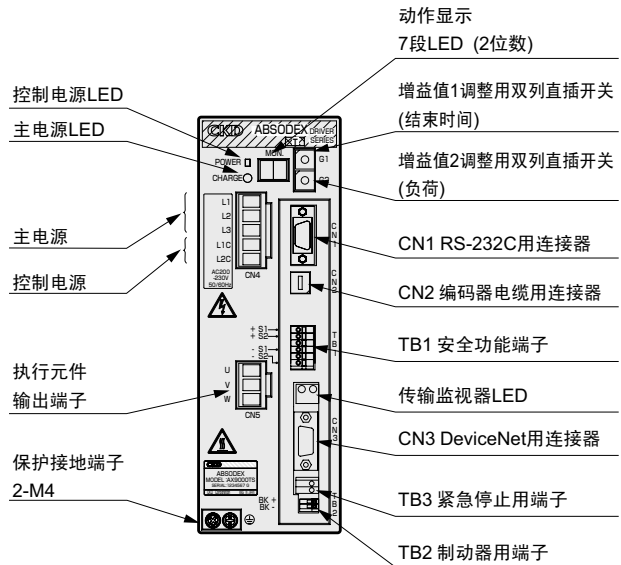 动作显示
7段LED (2位数)
控制电源LED
主电源LED
主电源
控制电源
执行元件
输出端子
保护接地端子
2-M4
增益值1调整用双列直插开关
(结束时间)
增益值2调整用双列直插开关
(负荷)
CN1 RS-232C用连接器
CN2 编码器电缆用连接器
TB1 安全功能端子
传输监视器LED
CN3 DeviceNet用连接器
TB3 紧急停止用端子
TB2 制动器用端子
CKD ABSODEX DRIVER
SERIES
MON.
POWER
CHARGE
G1
G2
L1
L2
L3
L1C
L2C
AC200
-230V
50/60Hz
CN4
CN1
CN2
+ S1
+ S2
- S1
- S2
TB1
U
V
W
CN5
CN3
CKD
ABSODEX
MODEL :AX9000TS
SERIAL:1234567 8
BK +
BK -
TB2